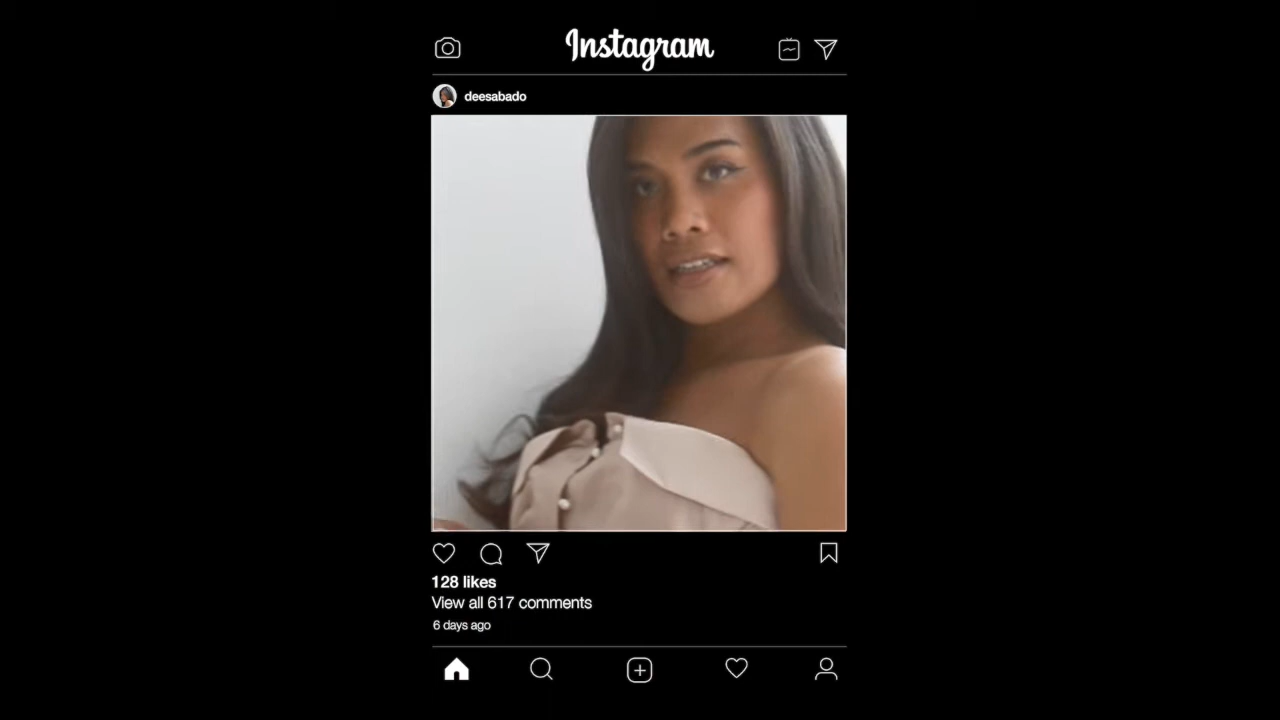 Instagram
deesabado
128 likes
View all 617 comments
6 days ago